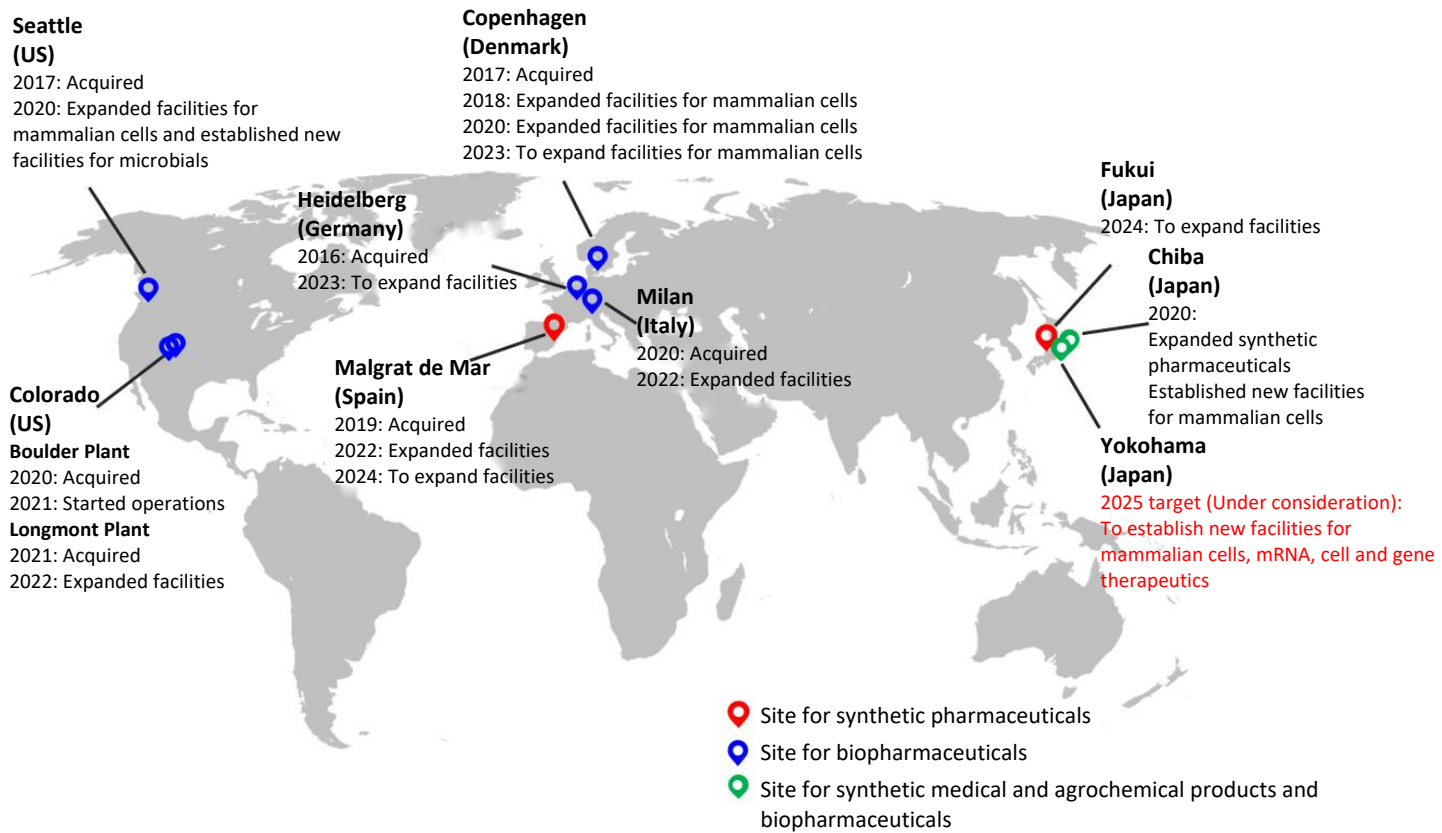 Seattle
(US)
2017: Acquired
2020: Expanded facilities for
mammalian cells and established new
facilities for microbials
Copenhagen
(Denmark)
2017: Acquired
2018: Expanded facilities for mammalian cells
2020: Expanded facilities for mammalian cells
2023: To expand facilities for mammalian cells
Heidelberg
(Germany)
2016: Acquired
2023: To expand facilities
Milan
(Italy)
2020: Acquired
2022: Expanded facilities
Malgrat de Mar
(Spain)
2019: Acquired
2022: Expanded facilities
2024: To expand facilities
Colorado
(US)
Boulder Plant
2020: Acquired
2021: Started operations
Longmont Plant
2021: Acquired
2022: Expanded facilities
Fukui
(Japan)
2024: To expand facilities
Chiba
(Japan)
2020:
Expanded synthetic
pharmaceuticals
Established new facilities
for mammalian cells
Yokohama
(Japan)
2025 target (Under consideration):
To establish new facilities for
mammalian cells, mRNA, cell and gene
therapeutics
Site for synthetic pharmaceuticals
Site for biopharmaceuticals
Site for synthetic medical and agrochemical products and
biopharmaceuticals